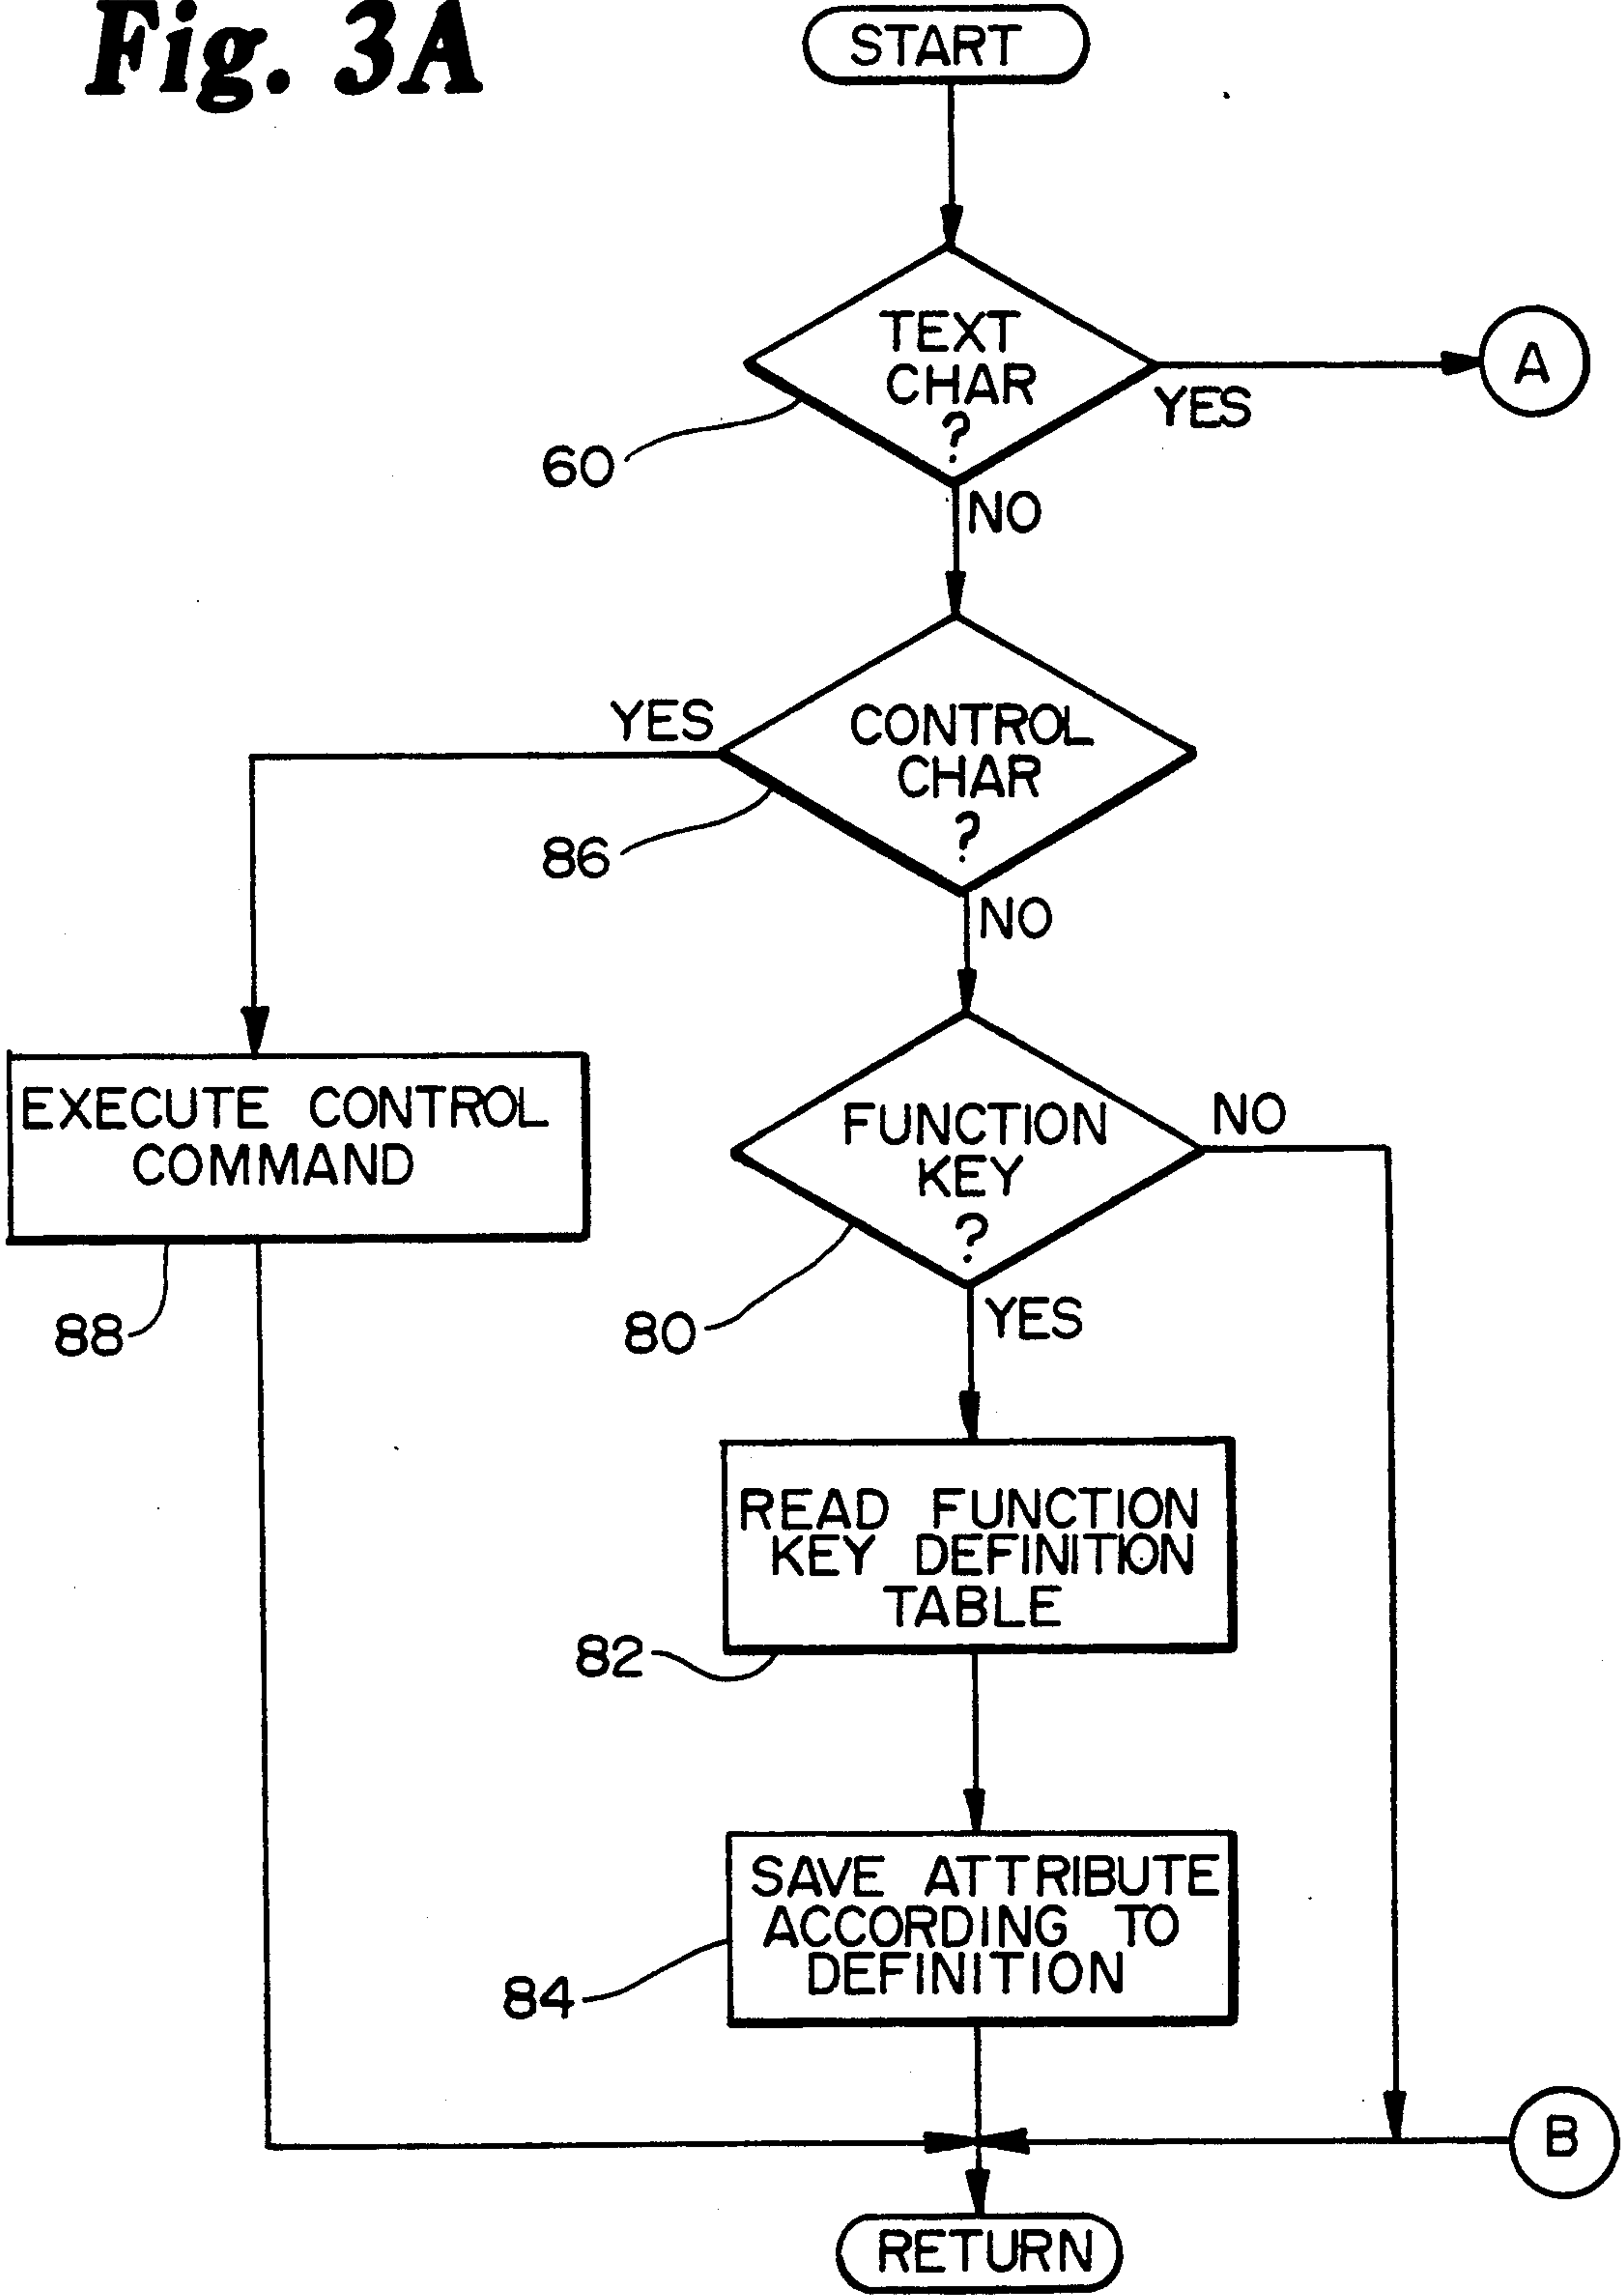 Fig. 3A
START
TEXT
CHAR
?
YES
A
60
NO
YES
CONTROL
CHAR
?
86
NO
EXECUTE CONTROL
COMMAND
FUNCTION
KEY
?
NO
88
80
YES
READ FUNCTION
KEY DEFINITION
TABLE
82
SAVE ATTRIBUTE
ACCORDING TO
DEFINITION
84
B
RETURN